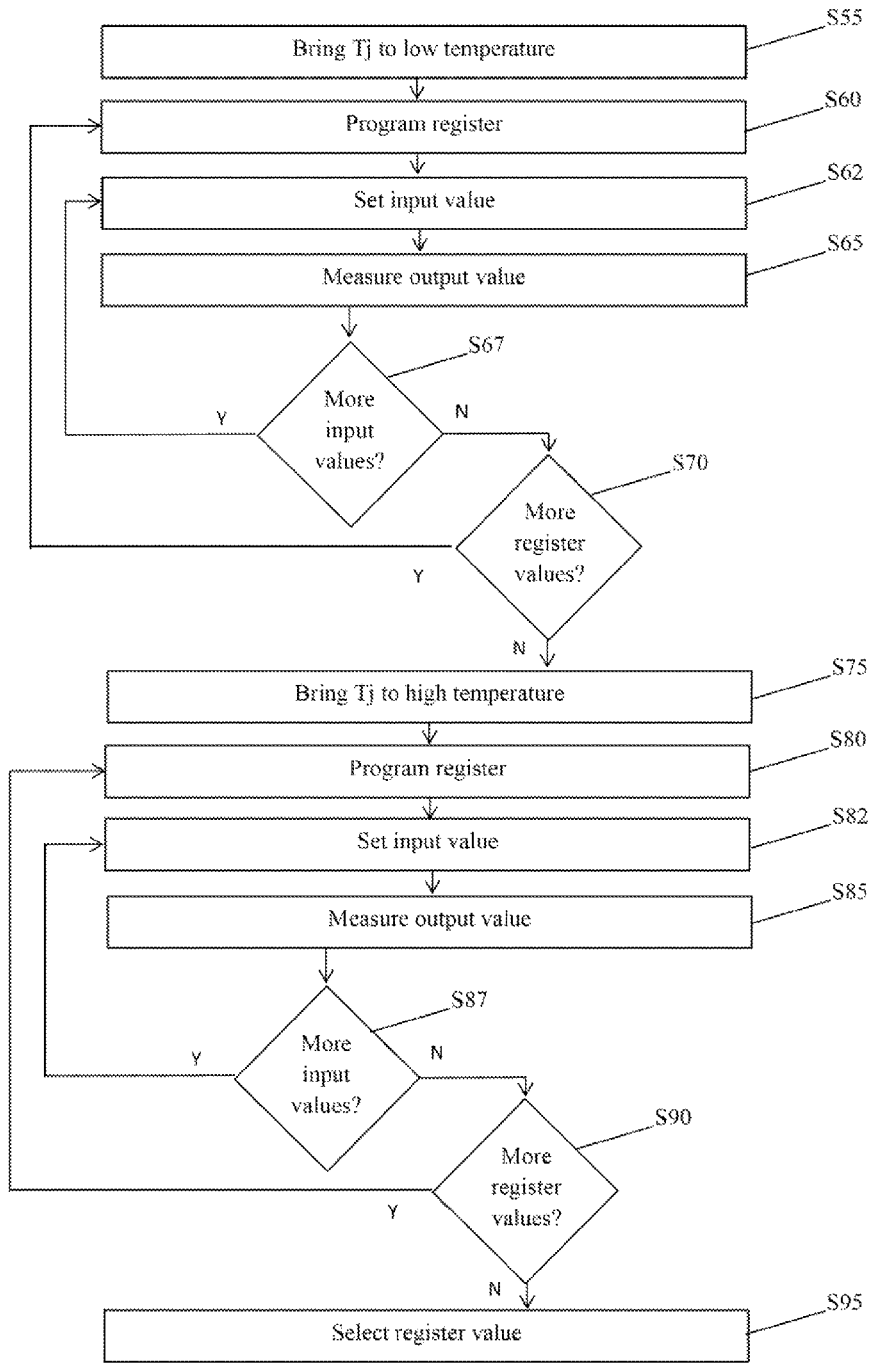 S55
Bring Tj to low temperature
S60
Program register
S62
Set input value
S65
Measure output value
S67
More
input
values?
Y
N
S70
More
register
values?
Y
N
S75
Bring Tj to high temperature
S80
Program register
S82
Set input value
S85
Measure output value
S87
More
input
values?
Y
N
S90
More
register
values?
Y
N
S95
Select register value